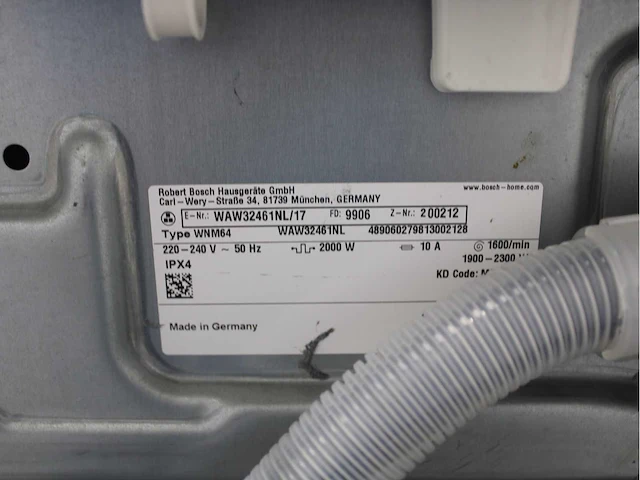 Robert Bosch Hausgeräte GmbH
www.bosch-home.com
Carl-Wery-Straße 34, 81739 München, GERMANY
E-Nr.: WAW32461NL/17 FD: 9906 Z-Nr.: 200212
Type WNM64 WAW32461NL 489060279813002128
220-240 V ~ 50 Hz 2000 W 10 A 1600/min
IPX4 1900-2300 W
KD Code:
Made in Germany